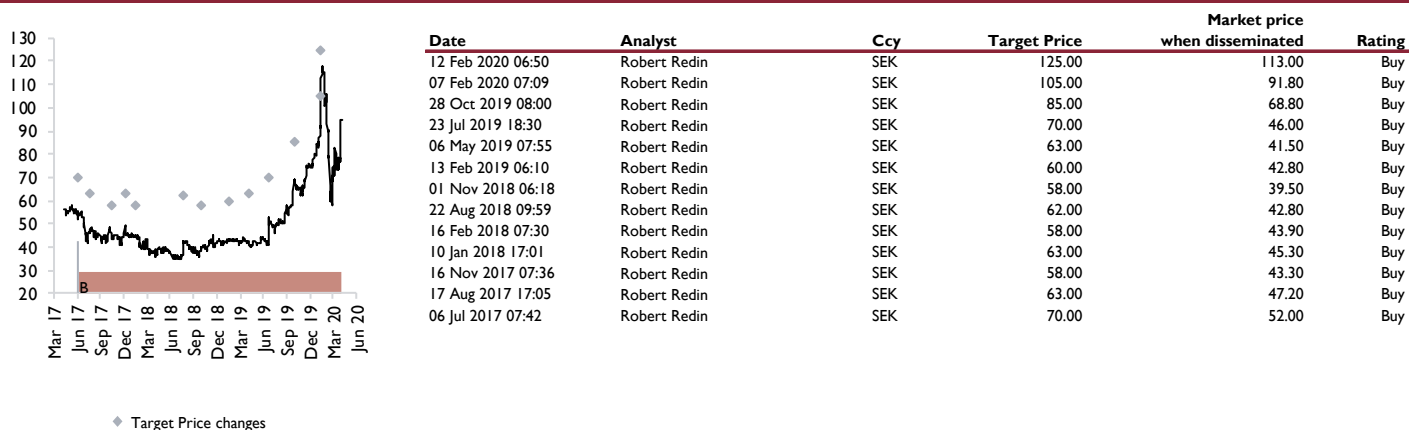 130
120
110
100
90
80
70
60
50
40
30
20
B
Mar 17
Jun 17
Sep 17
Dec 17
Mar 18
Jun 18
Sep 18
Dec 18
Mar 19
Jun 19
Sep 19
Dec 19
Mar 20
Jun 20
Target Price changes
Market price
Date Analyst Ccy Target Price when disseminated Rating
12 Feb 2020 06:50 Robert Redin SEK 125.00 113.00 Buy
07 Feb 2020 07:09 Robert Redin SEK 105.00 91.80 Buy
28 Oct 2019 08:00 Robert Redin SEK 85.00 68.80 Buy
23 Jul 2019 18:30 Robert Redin SEK 70.00 46.00 Buy
06 May 2019 07:55 Robert Redin SEK 63.00 41.50 Buy
13 Feb 2019 06:10 Robert Redin SEK 60.00 42.80 Buy
01 Nov 2018 06:18 Robert Redin SEK 58.00 39.50 Buy
22 Aug 2018 09:59 Robert Redin SEK 62.00 42.80 Buy
16 Feb 2018 07:30 Robert Redin SEK 58.00 43.90 Buy
10 Jan 2018 17:01 Robert Redin SEK 63.00 45.30 Buy
16 Nov 2017 07:36 Robert Redin SEK 58.00 43.30 Buy
17 Aug 2017 17:05 Robert Redin SEK 63.00 47.20 Buy
06 Jul 2017 07:42 Robert Redin SEK 70.00 52.00 Buy